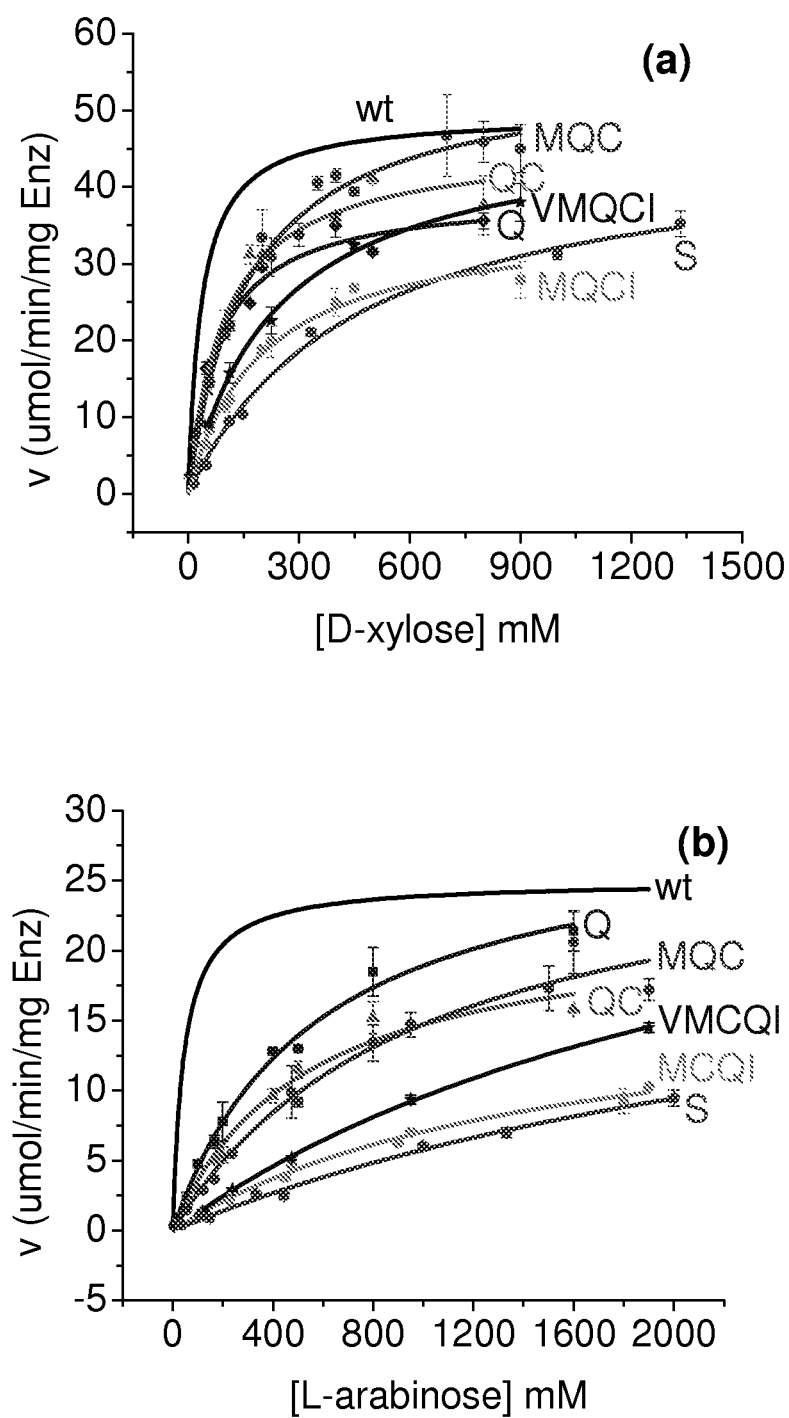 60
(a)
50
wt
MQC
40
QC
VMQCI
Q
30
S
MQCI
20
10
0
v (umol/min/mg Enz)
0 300 600 900 1200 1500
[D-xylose] mM
30
(b)
25
wt
Q
20
MQC
QC
15
VMCQI
10
MCQI
S
5
0
-5
v (umol/min/mg Enz)
0 400 800 1200 1600 2000
[L-arabinose] mM